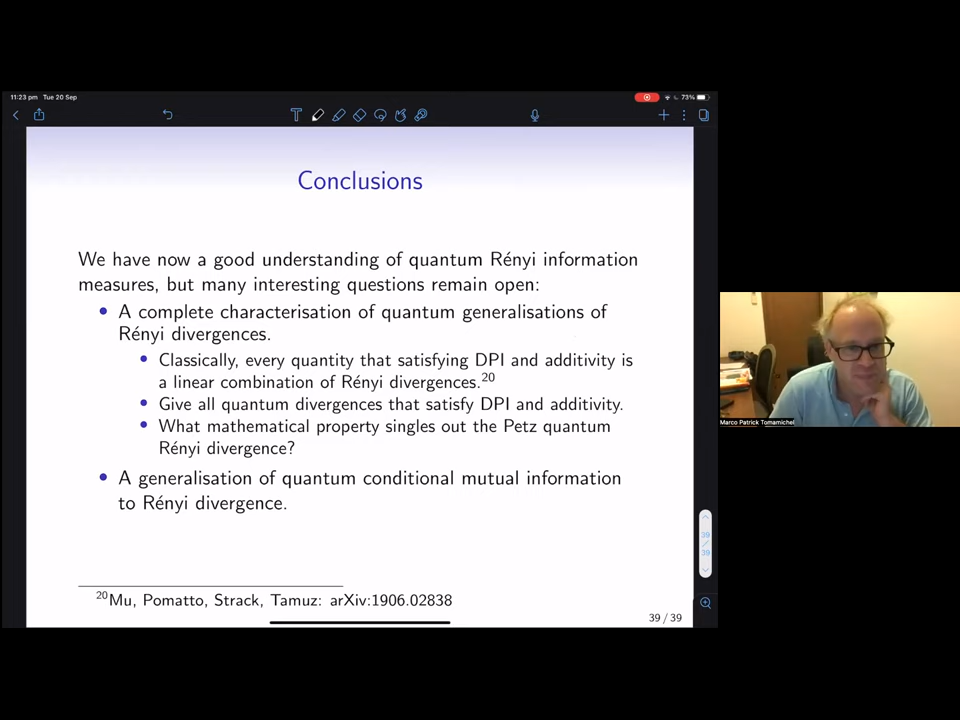 11:23 pm Tue 20 Sep
73%
Conclusions
We have now a good understanding of quantum Rényi information
measures, but many interesting questions remain open:
• A complete characterisation of quantum generalisations of
Rényi divergences.
• Classically, every quantity that satisfying DPI and additivity is
a linear combination of Rényi divergences.20
• Give all quantum divergences that satisfy DPI and additivity.
• What mathematical property singles out the Petz quantum
Rényi divergence?
• A generalisation of quantum conditional mutual information
to Rényi divergence.
20Mu, Pomatto, Strack, Tamuz: arXiv:1906.02838
39 / 39
39
/
39
Marco Patrick Tomamichel